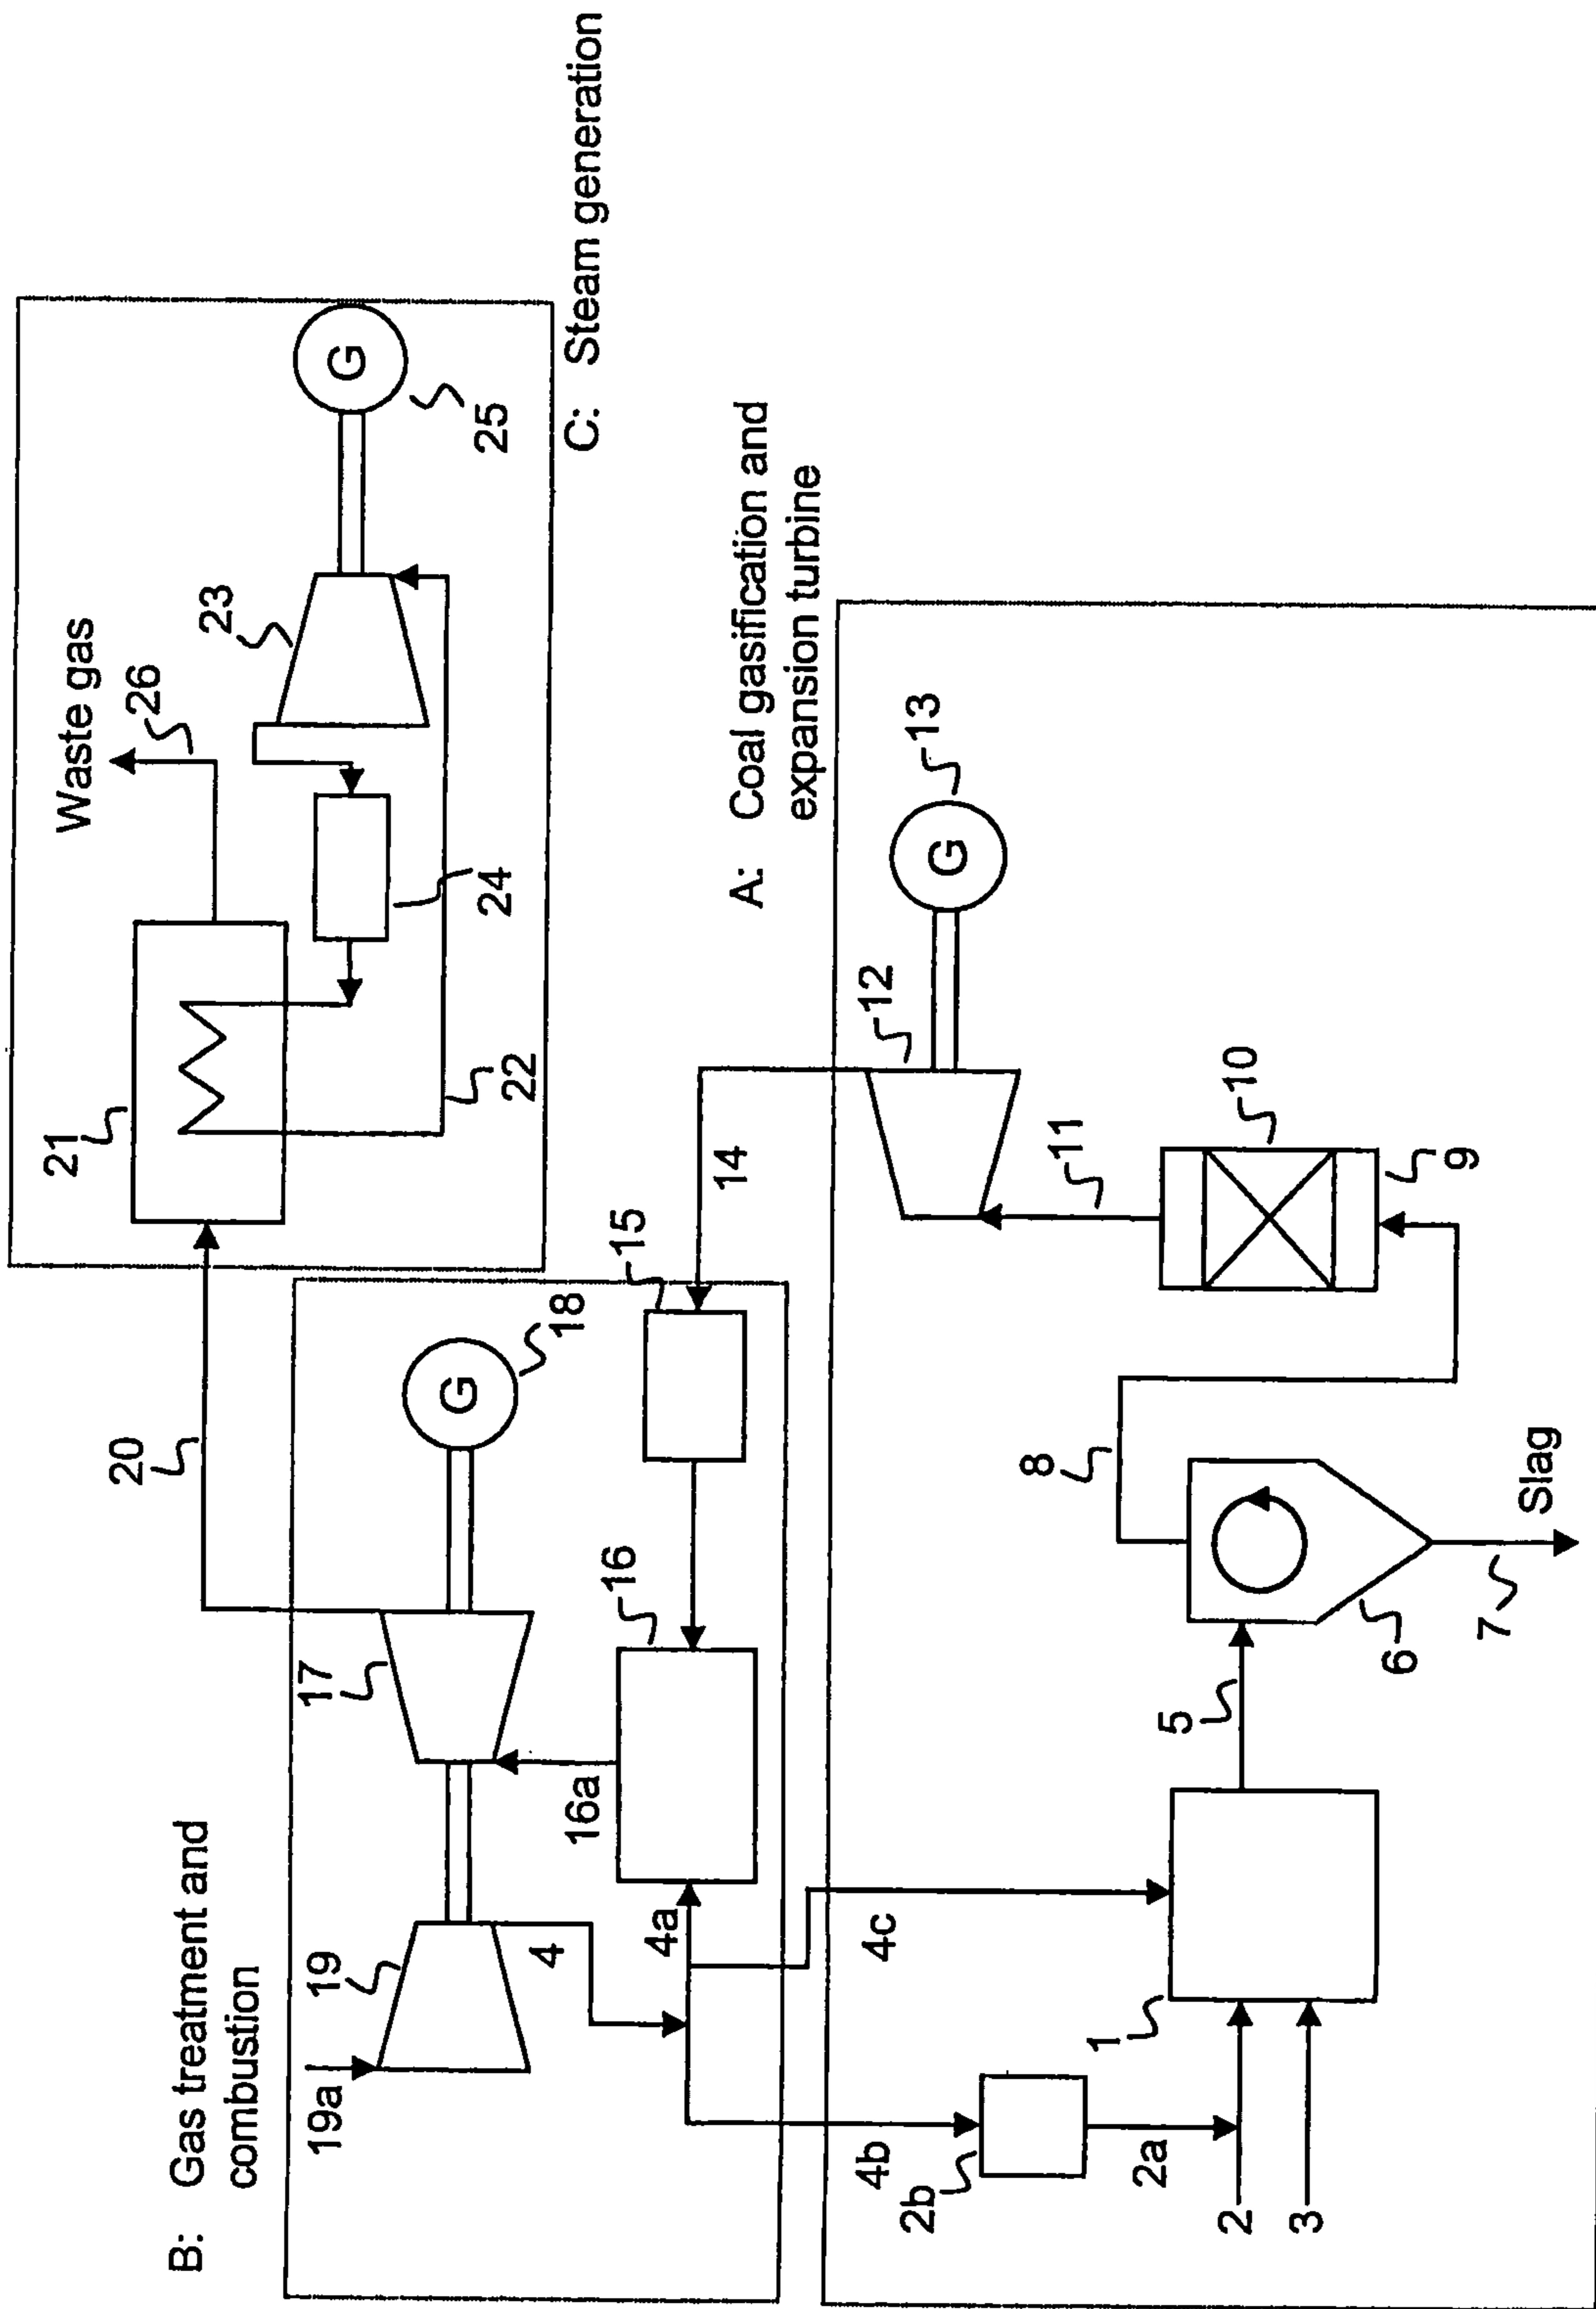 B: Gas treatment and
combustion
19a
19
4
4a
4b
4c
16a
16
17
18
15
20
14
21
Waste gas
26
22
23
24
25
G
G
C: Steam generation
A: Coal gasification and
expansion turbine
2b
2a
2
3
1
5
6
7
Slag
8
9
10
11
12
13
G